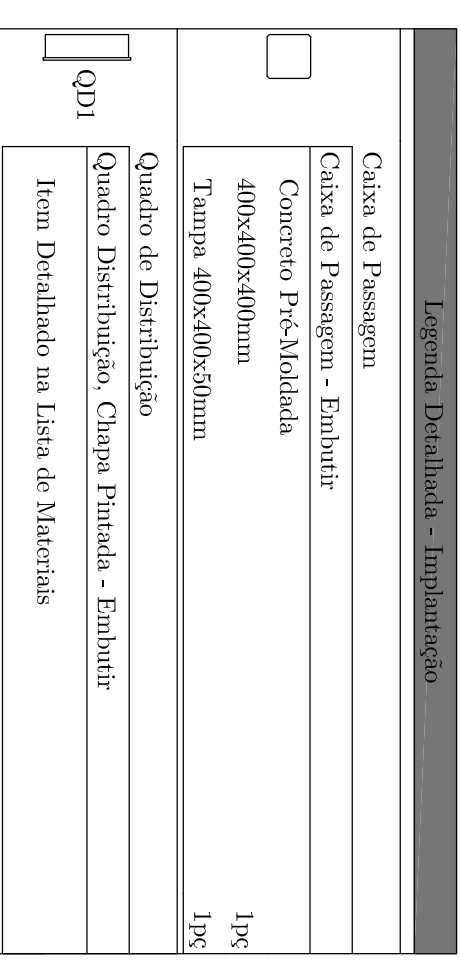 Legenda Detalhada - Implantação
Caixa de Passagem
Caixa de Passagem - Embutir
Concreto Pré-Moldada
400x400x400mm 1pç
Tampa 400x400x50mm 1pç
QD1
Quadro de Distribuição
Quadro Distribuição, Chapa Pintada - Embutir
Item Detalhado na Lista de Materiais